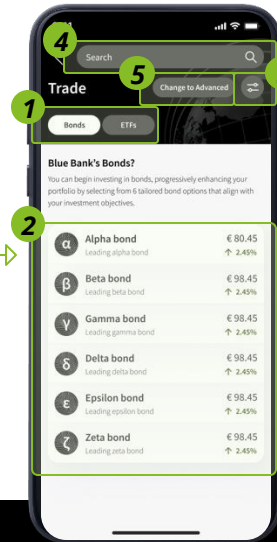 4
Search
5
Trade
Change to Advanced
1
Bonds
ETFs
Blue Bank's Bonds?
You can begin investing in bonds, progressively enhancing your
portfolio by selecting from 6 tailored bond options that align with
your investment objectives.
2
α
Alpha bond
€ 80.45
Leading alpha bond
↑ 2.45%
β
Beta bond
€ 98.45
Leading beta bond
↑ 2.45%
γ
Gamma bond
€ 98.45
Leading gamma bond
↑ 2.45%
δ
Delta bond
€ 98.45
Leading delta bond
↑ 2.45%
ε
Epsilon bond
€ 98.45
Leading epsilon bond
↑ 2.45%
ζ
Zeta bond
€ 98.45
Leading zeta bond
↑ 2.45%